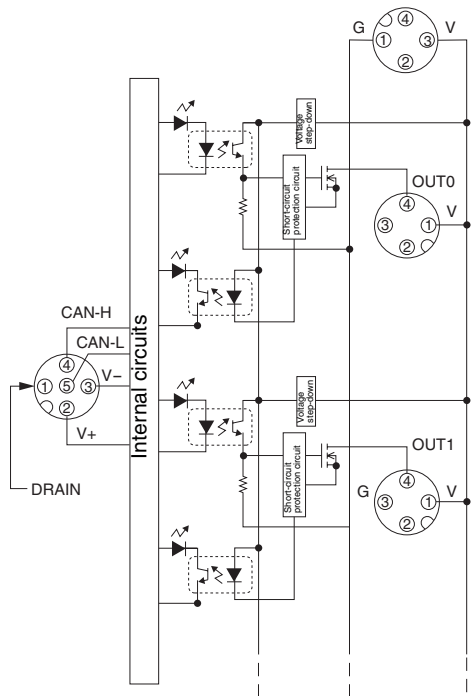 G
V
④
① ③
②
Voltage
step-down
OUT0
Short-circuit
protection circuit
④
③ ①
②
V
Internal circuits
CAN-H
CAN-L
④
① ⑤ ③
②
V−
V+
DRAIN
Voltage
step-down
OUT1
Short-circuit
protection circuit
G
④
③ ①
②
V